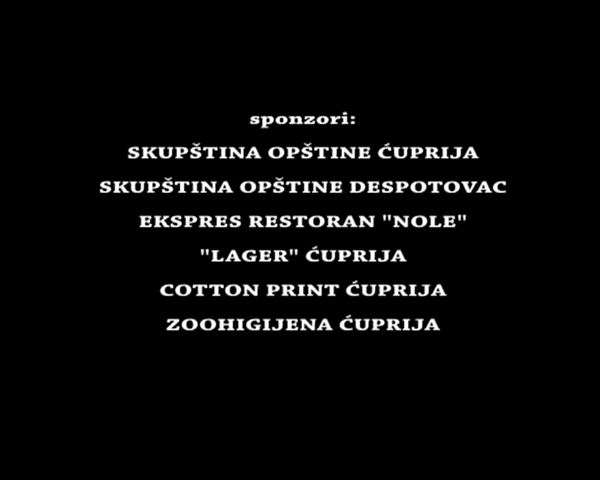 sponzori:
SKUPŠTINA OPŠTINE ĆUPRIJA
SKUPŠTINA OPŠTINE DESPOTOVAC
EKSPRES RESTORAN "NOLE"
"LAGER" ĆUPRIJA
COTTON PRINT ĆUPRIJA
ZOOHIGIJENA ĆUPRIJA